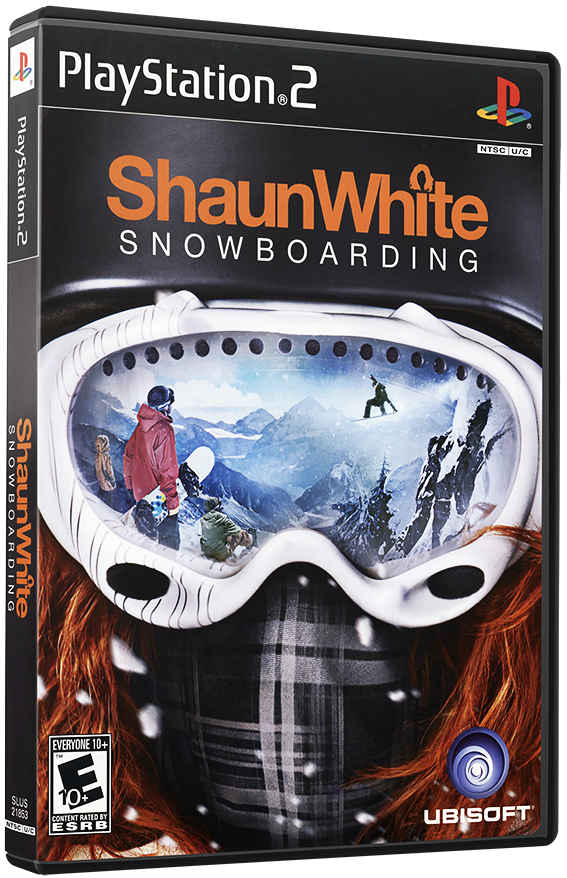 PlayStation®2
NTSC U/C
ShaunWhite
SNOWBOARDING
EVERYONE 10+
™
E
10+
CONTENT RATED BY
ESRB
UBISOFT®
PlayStation®2
ShaunWhite
SNOWBOARDING
SLUS
21853
NTSC U/C